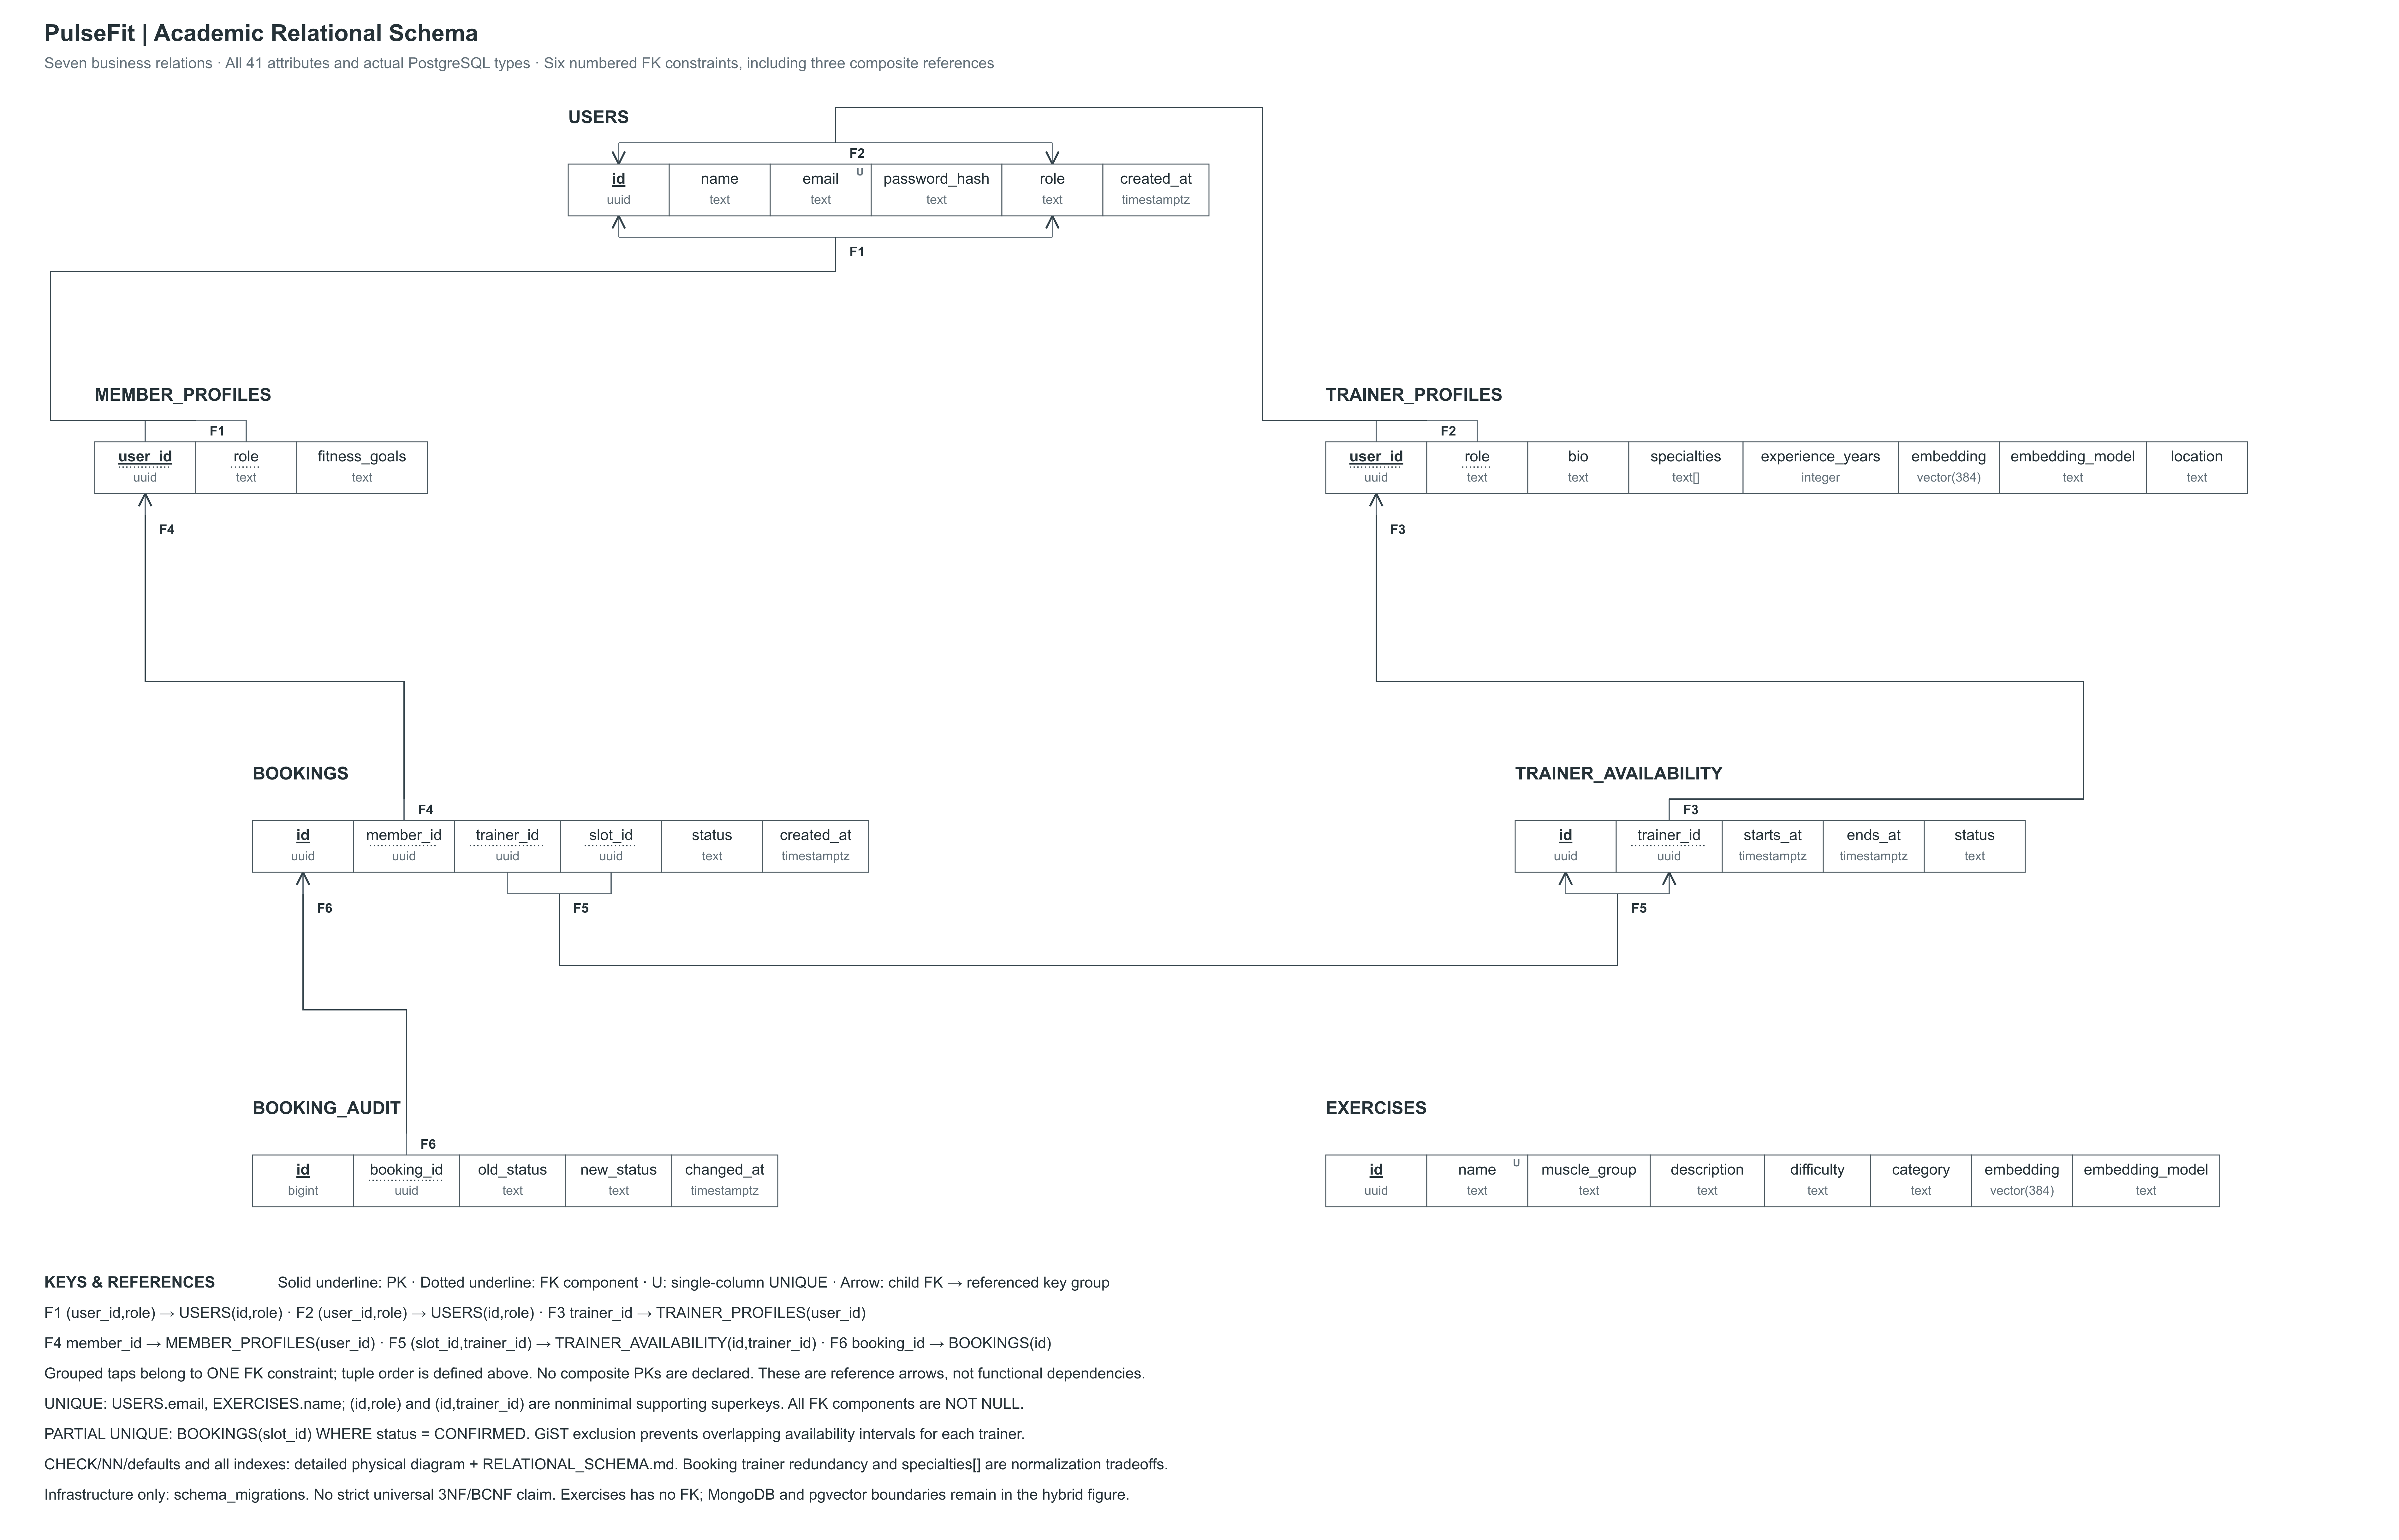 PulseFit | Academic Relational Schema
Seven business relations · All 41 attributes and actual PostgreSQL types · Six numbered FK constraints, including three composite references
USERS
F2
id name email U password_hash role created_at
uuid text text text text timestamptz
F1
MEMBER_PROFILES
F1
user_id role fitness_goals
uuid text text
F4
TRAINER_PROFILES
F2
user_id role bio specialties experience_years embedding embedding_model location
uuid text text text[] integer vector(384) text text
F3
BOOKINGS
F4
id member_id trainer_id slot_id status created_at
uuid uuid uuid uuid text timestamptz
F6 F5
TRAINER_AVAILABILITY
F3
id trainer_id starts_at ends_at status
uuid uuid timestamptz timestamptz text
F5
BOOKING_AUDIT
F6
id booking_id old_status new_status changed_at
bigint uuid text text timestamptz
EXERCISES
id name U muscle_group description difficulty category embedding embedding_model
uuid text text text text text vector(384) text
KEYS & REFERENCES Solid underline: PK · Dotted underline: FK component · U: single-column UNIQUE · Arrow: child FK → referenced key group
F1 (user_id,role) → USERS(id,role) · F2 (user_id,role) → USERS(id,role) · F3 trainer_id → TRAINER_PROFILES(user_id)
F4 member_id → MEMBER_PROFILES(user_id) · F5 (slot_id,trainer_id) → TRAINER_AVAILABILITY(id,trainer_id) · F6 booking_id → BOOKINGS(id)
Grouped taps belong to ONE FK constraint; tuple order is defined above. No composite PKs are declared. These are reference arrows, not functional dependencies.
UNIQUE: USERS.email, EXERCISES.name; (id,role) and (id,trainer_id) are nonminimal supporting superkeys. All FK components are NOT NULL.
PARTIAL UNIQUE: BOOKINGS(slot_id) WHERE status = CONFIRMED. GiST exclusion prevents overlapping availability intervals for each trainer.
CHECK/NN/defaults and all indexes: detailed physical diagram + RELATIONAL_SCHEMA.md. Booking trainer redundancy and specialties[] are normalization tradeoffs.
Infrastructure only: schema_migrations. No strict universal 3NF/BCNF claim. Exercises has no FK; MongoDB and pgvector boundaries remain in the hybrid figure.